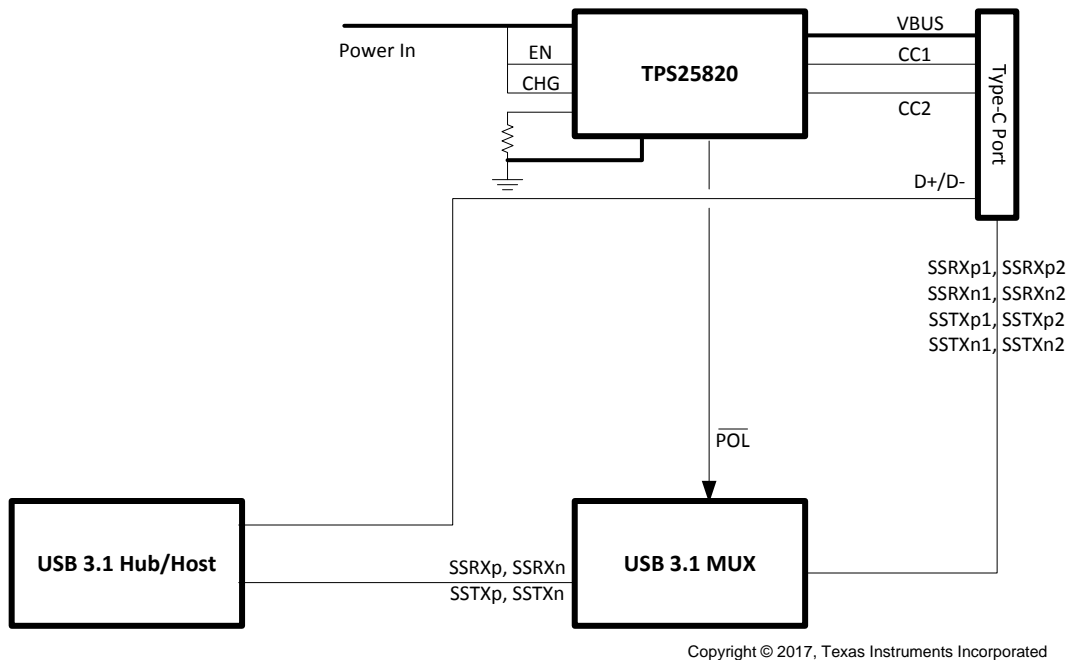 VBUS
Power In
EN
CC1
TPS25820
CHG
CC2
Type-C Port
D+/D-
SSRXp1, SSRXp2
SSRXn1, SSRXn2
SSTXp1, SSTXp2
SSTXn1, SSTXn2
P̅O̅L̅
USB 3.1 Hub/Host
SSRXp, SSRXn
SSTXp, SSTXn
USB 3.1 MUX
Copyright © 2017, Texas Instruments Incorporated